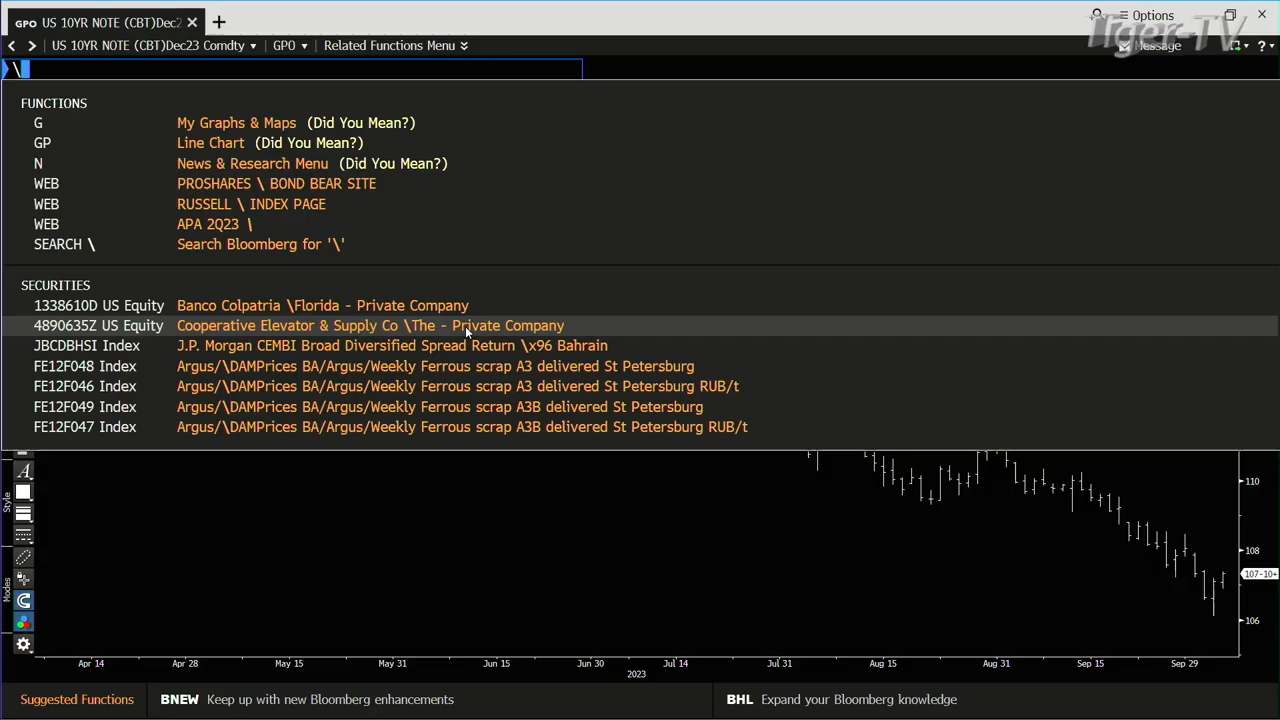 GPO US 10YR NOTE (CBT)Dec2 Options
US 10YR NOTE (CBT)Dec23 Comdty GPO Related Functions Menu Message ?
Tiger-TV
\
FUNCTIONS
G My Graphs & Maps (Did You Mean?)
GP Line Chart (Did You Mean?)
N News & Research Menu (Did You Mean?)
WEB PROSHARES \ BOND BEAR SITE
WEB RUSSELL \ INDEX PAGE
WEB APA 2Q23 \
SEARCH \ Search Bloomberg for '\'
SECURITIES
1338610D US Equity Banco Colpatria \Florida - Private Company
4890635Z US Equity Cooperative Elevator & Supply Co \The - Private Company
JBCDBHSI Index J.P. Morgan CEMBI Broad Diversified Spread Return \x96 Bahrain
FE12F048 Index Argus/\DAMPrices BA/Argus/Weekly Ferrous scrap A3 delivered St Petersburg
FE12F046 Index Argus/\DAMPrices BA/Argus/Weekly Ferrous scrap A3 delivered St Petersburg RUB/t
FE12F049 Index Argus/\DAMPrices BA/Argus/Weekly Ferrous scrap A3B delivered St Petersburg
FE12F047 Index Argus/\DAMPrices BA/Argus/Weekly Ferrous scrap A3B delivered St Petersburg RUB/t
A
Style
Modes
110
108
107-10+
106
Apr 14 Apr 28 May 15 May 31 Jun 15 Jun 30 Jul 14 Jul 31 Aug 15 Aug 31 Sep 15 Sep 29
2023
Suggested Functions BNEW Keep up with new Bloomberg enhancements BHL Expand your Bloomberg knowledge